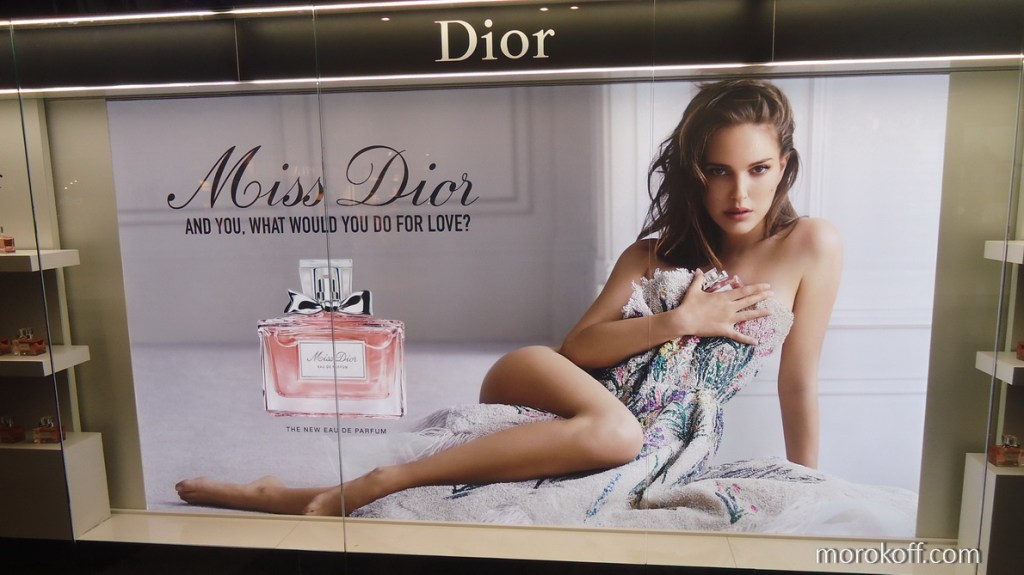 Dior
Miss Dior
AND YOU, WHAT WOULD YOU DO FOR LOVE?
Miss Dior
EAU DE PARFUM
THE NEW EAU DE PARFUM
morokoff.com